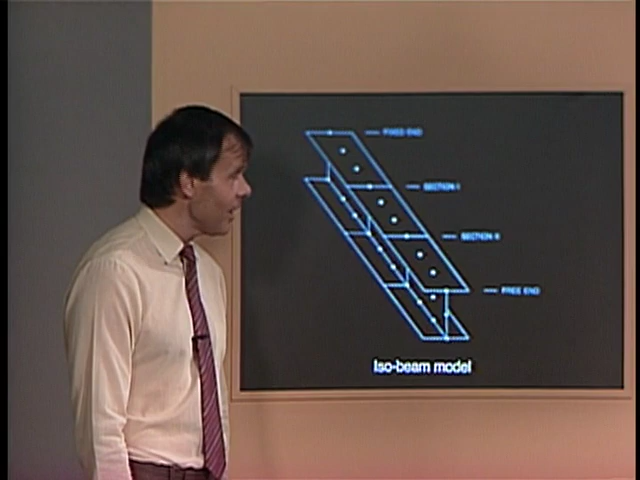 FIXED END
SECTION I
SECTION II
FREE END
Iso-beam model